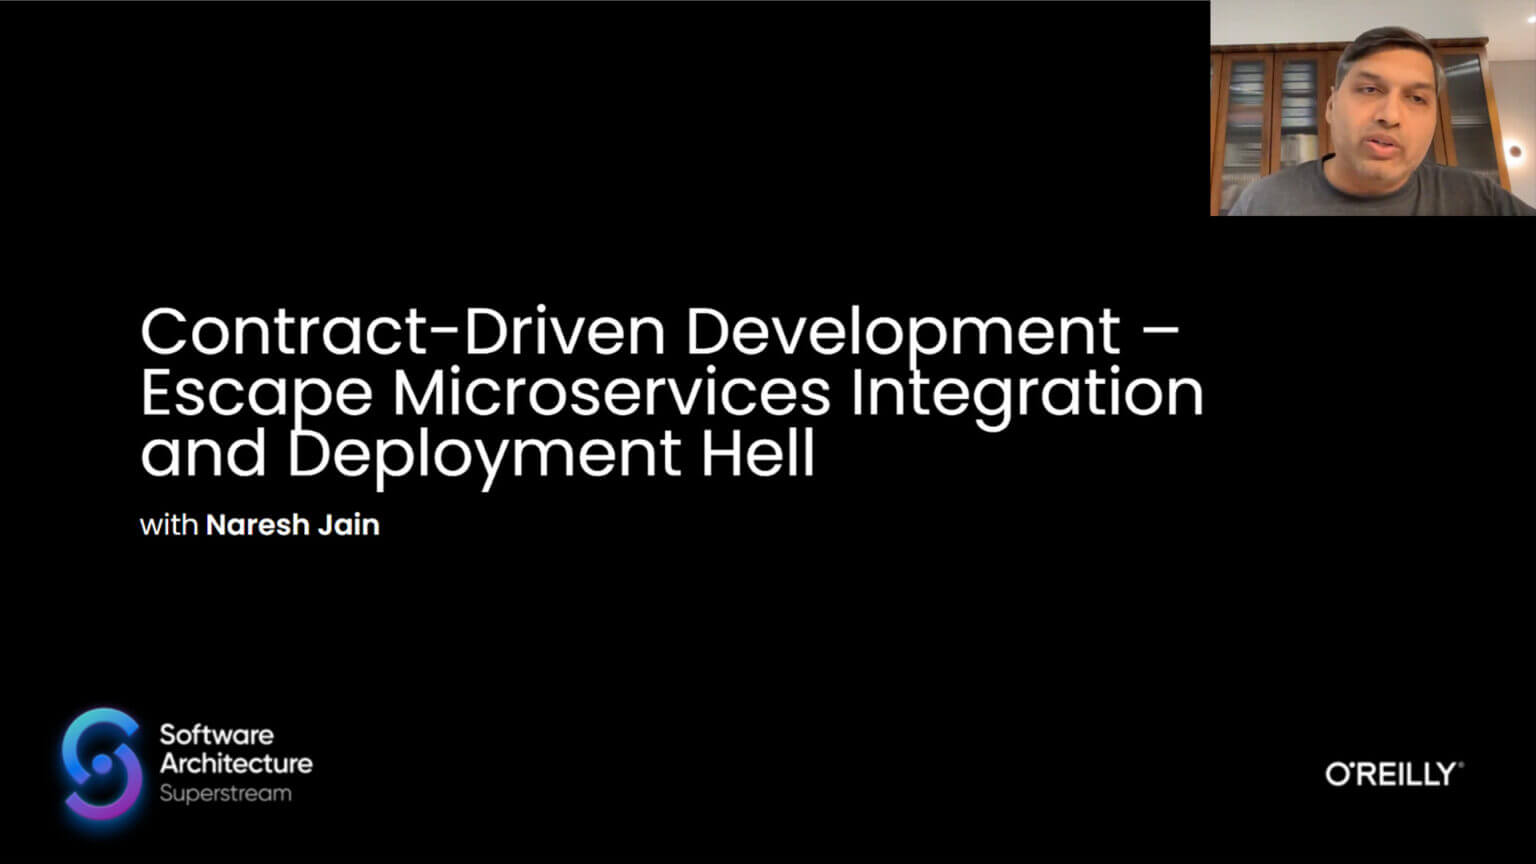 Contract-Driven Development –
Escape Microservices Integration
and Deployment Hell
with Naresh Jain
Software
Architecture
Superstream
O'REILLY®